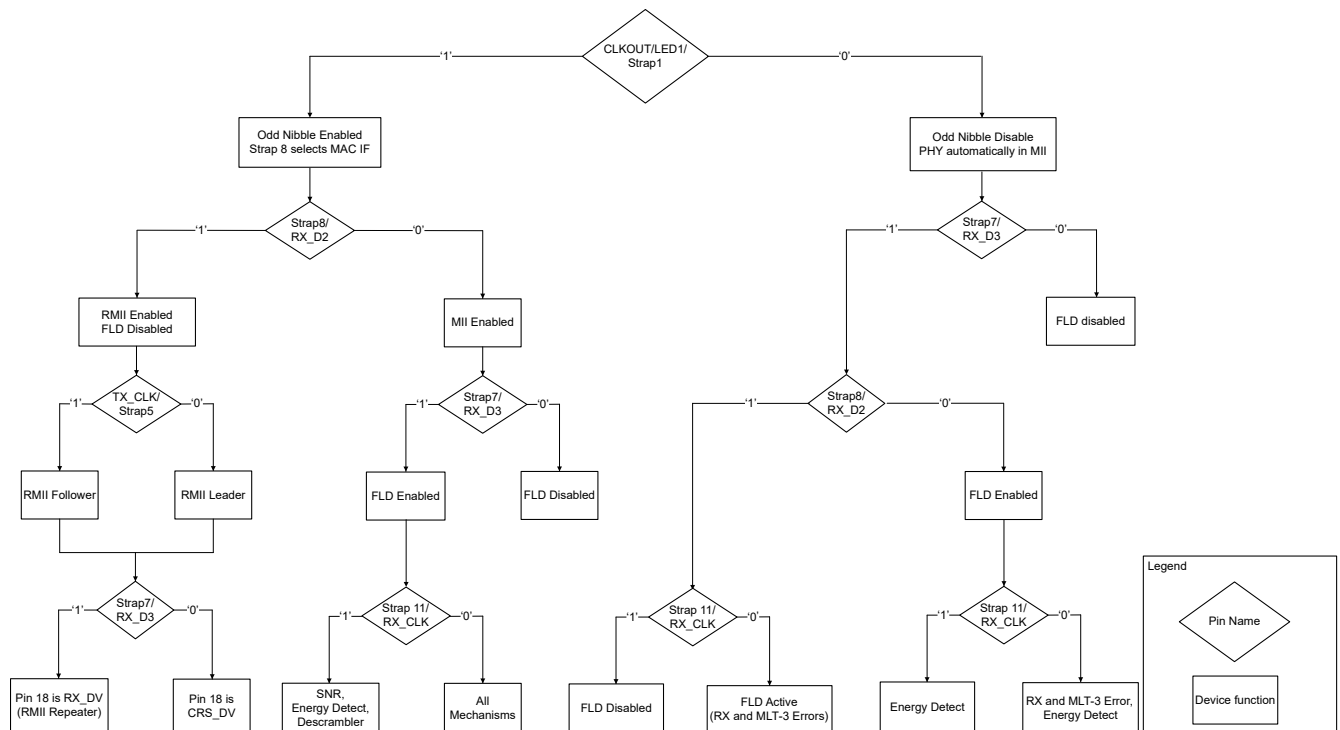 CLKOUT/LED1/
Strap1
‘1’
‘0’
Odd Nibble Enabled
Strap 8 selects MAC IF
Odd Nibble Disable
PHY automatically in MII
Strap8/
RX_D2
‘1’
‘0’
Strap7/
RX_D3
‘1’
‘0’
RMII Enabled
FLD Disabled
MII Enabled
FLD disabled
TX_CLK/
Strap5
‘1’
‘0’
Strap7/
RX_D3
‘1’
‘0’
Strap8/
RX_D2
‘1’
‘0’
RMII Follower
RMII Leader
FLD Enabled
FLD Disabled
FLD Enabled
Strap7/
RX_D3
‘1’
‘0’
Strap 11/
RX_CLK
‘1’
‘0’
Strap 11/
RX_CLK
‘1’
‘0’
Strap 11/
RX_CLK
‘1’
‘0’
Pin 18 is RX_DV
(RMII Repeater)
Pin 18 is
CRS_DV
SNR,
Energy Detect,
Descrambler
All
Mechanisms
FLD Disabled
FLD Active
(RX and MLT-3 Errors)
Energy Detect
RX and MLT-3 Error,
Energy Detect
Legend
Pin Name
Device function